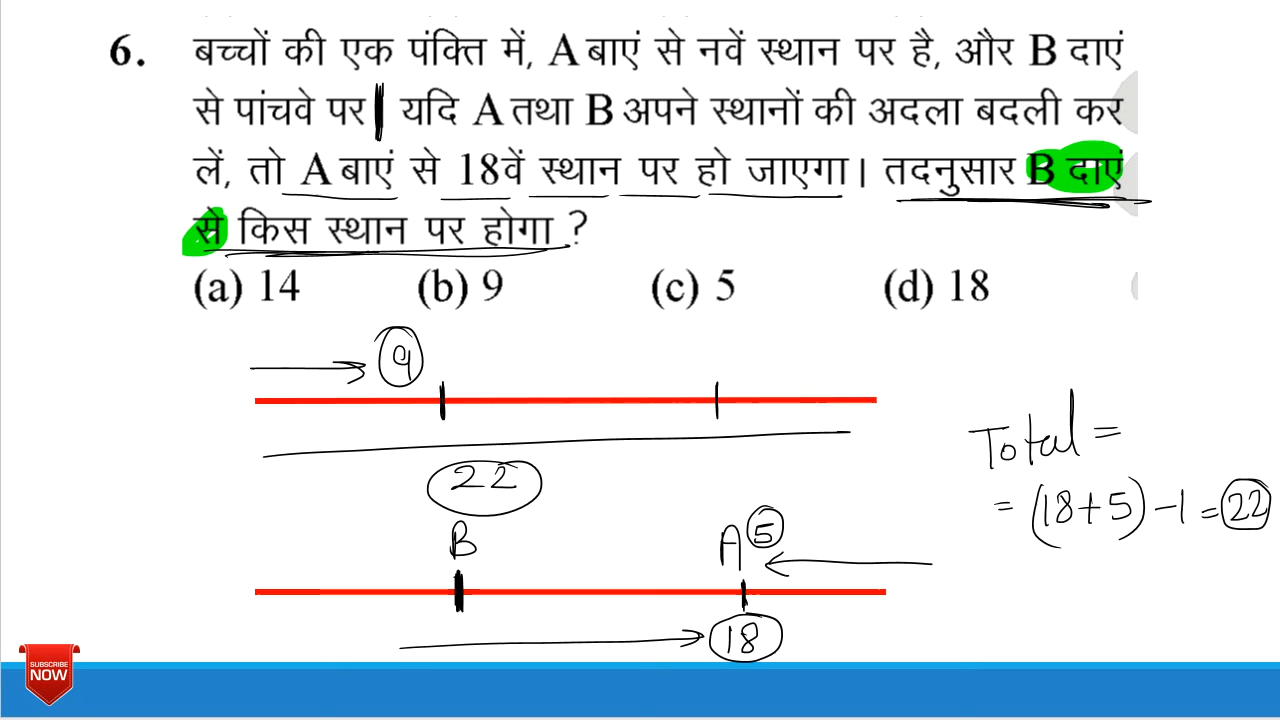 6. बच्चों की एक पंक्ति में, A बाएं से नवें स्थान पर है, और B दाएं
से पांचवे पर | यदि A तथा B अपने स्थानों की अदला बदली कर
लें, तो A बाएं से 18वें स्थान पर हो जाएगा। तदनुसार B दाएं
से किस स्थान पर होगा ?
(a) 14 (b) 9 (c) 5 (d) 18
9
Total =
22
= (18+5)-1=22
B A 5
18
SUBSCRIBE
NOW